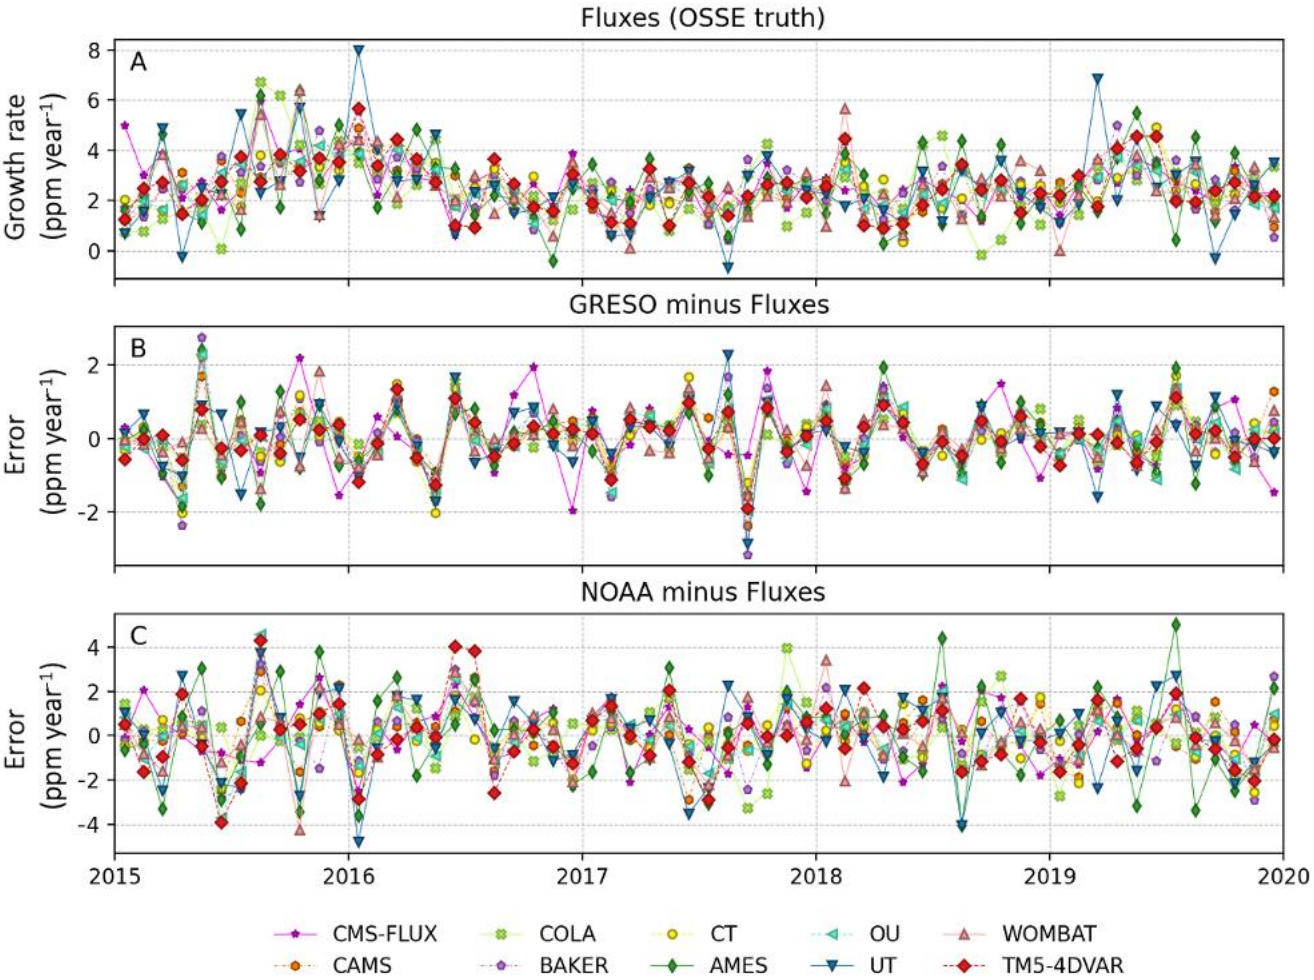 Fluxes (OSSE truth)
A
Growth rate
(ppm year⁻¹)
8
6
4
2
0
GRESO minus Fluxes
B
Error
(ppm year⁻¹)
2
0
-2
NOAA minus Fluxes
C
Error
(ppm year⁻¹)
4
2
0
-2
-4
2015 2016 2017 2018 2019 2020
CMS-FLUX COLA CT OU WOMBAT
CAMS BAKER AMES UT TM5-4DVAR